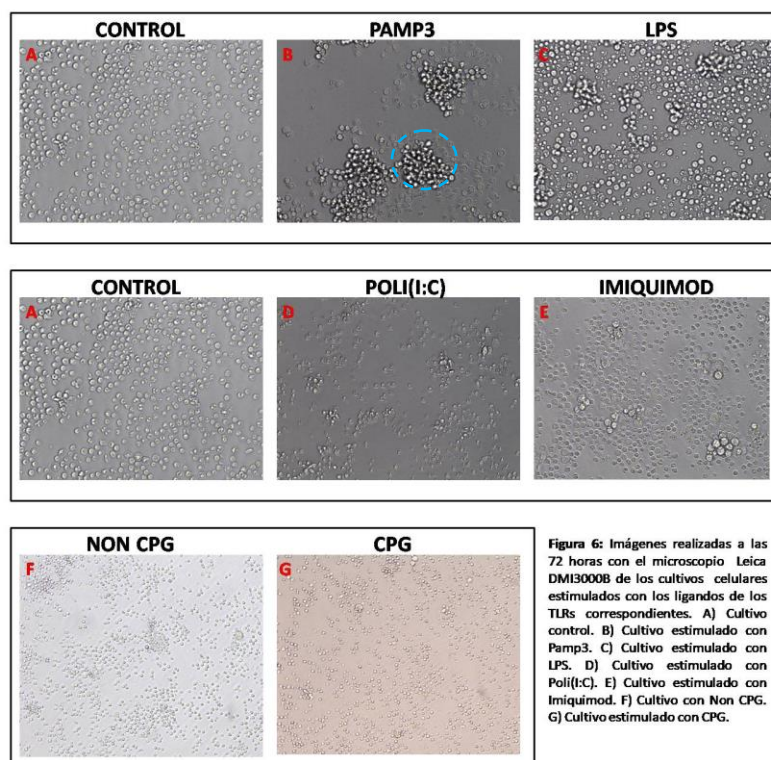 CONTROL PAMP3 LPS
A B C
CONTROL POLI(I:C) IMIQUIMOD
A D E
NON CPG CPG
F G
Figura 6: Imágenes realizadas a las
72 horas con el microscopio Leica
DMI3000B de los cultivos celulares
estimulados con los ligandos de los
TLRs correspondientes. A) Cultivo
control. B) Cultivo estimulado con
Pamp3. C) Cultivo estimulado con
LPS. D) Cultivo estimulado con
Poli(I:C). E) Cultivo estimulado con
Imiquimod. F) Cultivo con Non CPG.
G) Cultivo estimulado con CPG.